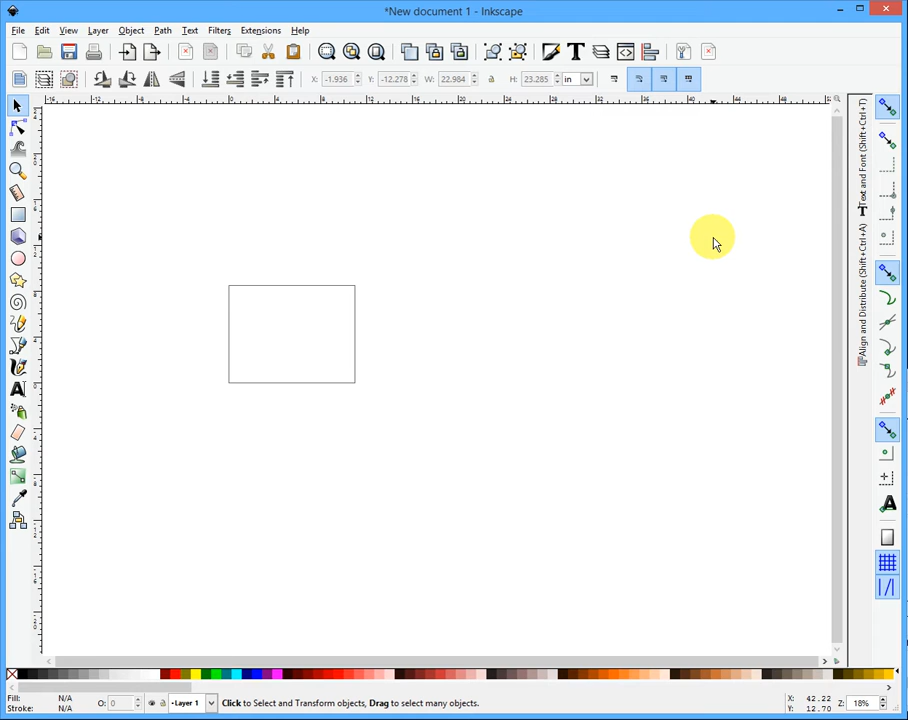 *New document 1 - Inkscape
File Edit View Layer Object Path Text Filters Extensions Help
X: -1.936 Y: -12.278 W: 22.984 H: 23.285 in
Text and Font (Shift+Ctrl+T)
Align and Distribute (Shift+Ctrl+A)
Fill: N/A
Stroke: N/A
O: 0
Layer 1
Click to Select and Transform objects, Drag to select many objects.
X: 42.22
Y: 12.70
Z: 18%